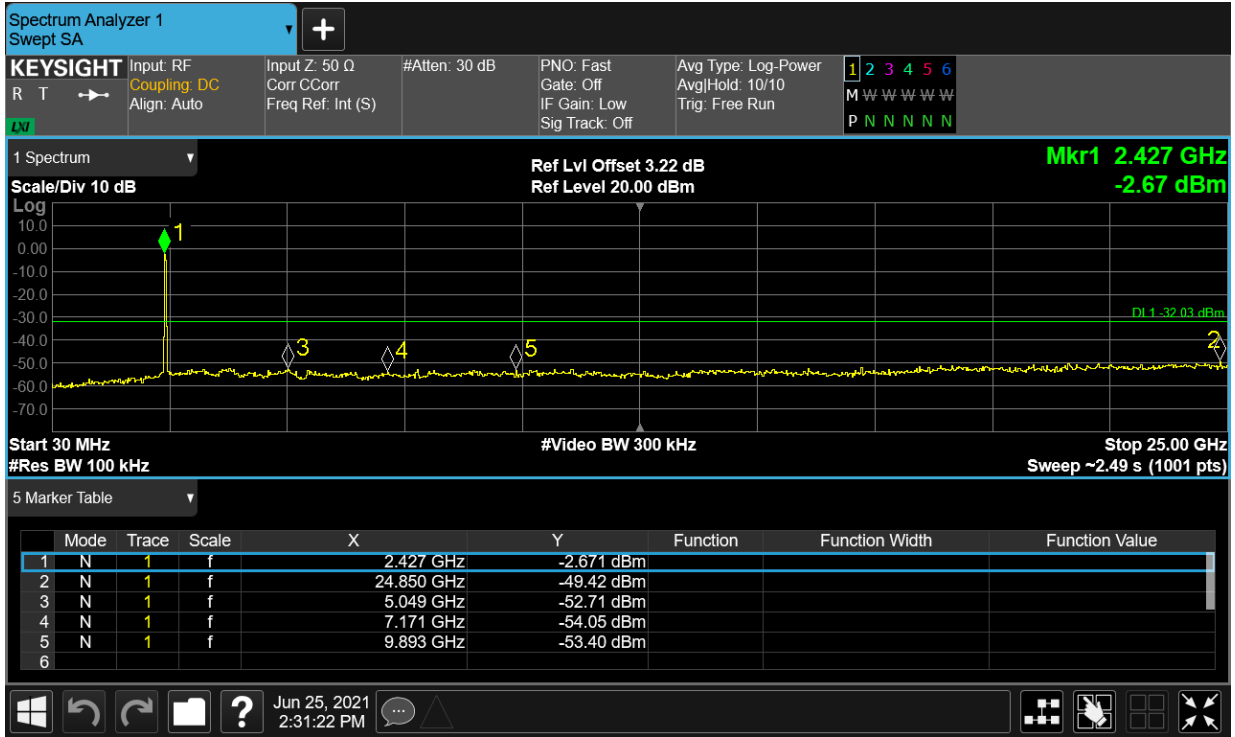 Spectrum Analyzer 1
Swept SA
+
KEYSIGHT Input: RF Input Z: 50 Ω #Atten: 30 dB PNO: Fast Avg Type: Log-Power 1 2 3 4 5 6
R T Coupling: DC Corr CCorr Gate: Off Avg|Hold: 10/10 M W W W W W
Align: Auto Freq Ref: Int (S) IF Gain: Low Trig: Free Run
LXI Sig Track: Off P N N N N N
1 Spectrum Ref Lvl Offset 3.22 dB Mkr1 2.427 GHz
Scale/Div 10 dB Ref Level 20.00 dBm -2.67 dBm
Log
10.0
1
0.00
-10.0
-20.0
-30.0
DL1 -32.03 dBm
-40.0
3 4 5 2
-50.0
-60.0
-70.0
Start 30 MHz #Video BW 300 kHz Stop 25.00 GHz
#Res BW 100 kHz Sweep ~2.49 s (1001 pts)
5 Marker Table
Mode Trace Scale X Y Function Function Width Function Value
1 N 1 f 2.427 GHz -2.671 dBm
2 N 1 f 24.850 GHz -49.42 dBm
3 N 1 f 5.049 GHz -52.71 dBm
4 N 1 f 7.171 GHz -54.05 dBm
5 N 1 f 9.893 GHz -53.40 dBm
6
? Jun 25, 2021
2:31:22 PM